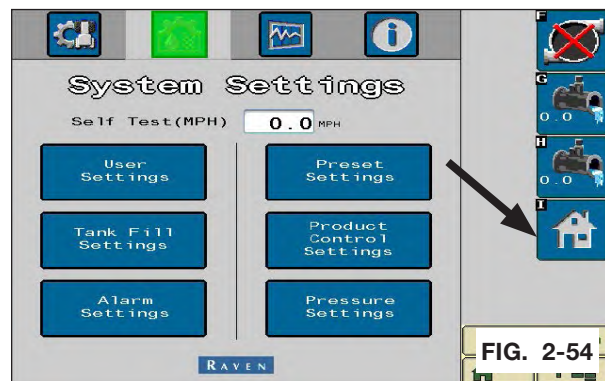 System Settings
Self Test(MPH)
0.0 MPH
User
Settings
Preset
Settings
Tank Fill
Settings
Product
Control
Settings
Alarm
Settings
Pressure
Settings
RAVEN
F
G
0.0
H
0.0
I
FIG. 2-54